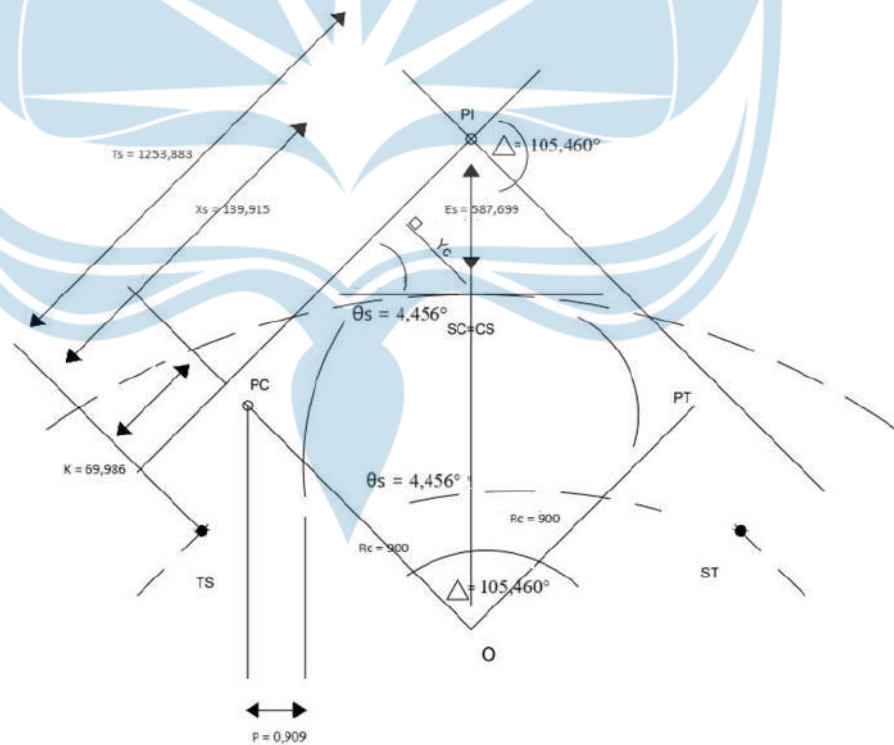 PI
△= 105,460°
Ts = 1253,883
Xs = 139,915
Es = 587,699
Yc
θs = 4,456°
SC=CS
PC
PT
K = 69,986
θs = 4,456°
Rc = 900
Rc = 900
TS
ST
△= 105,460°
O
P = 0,909